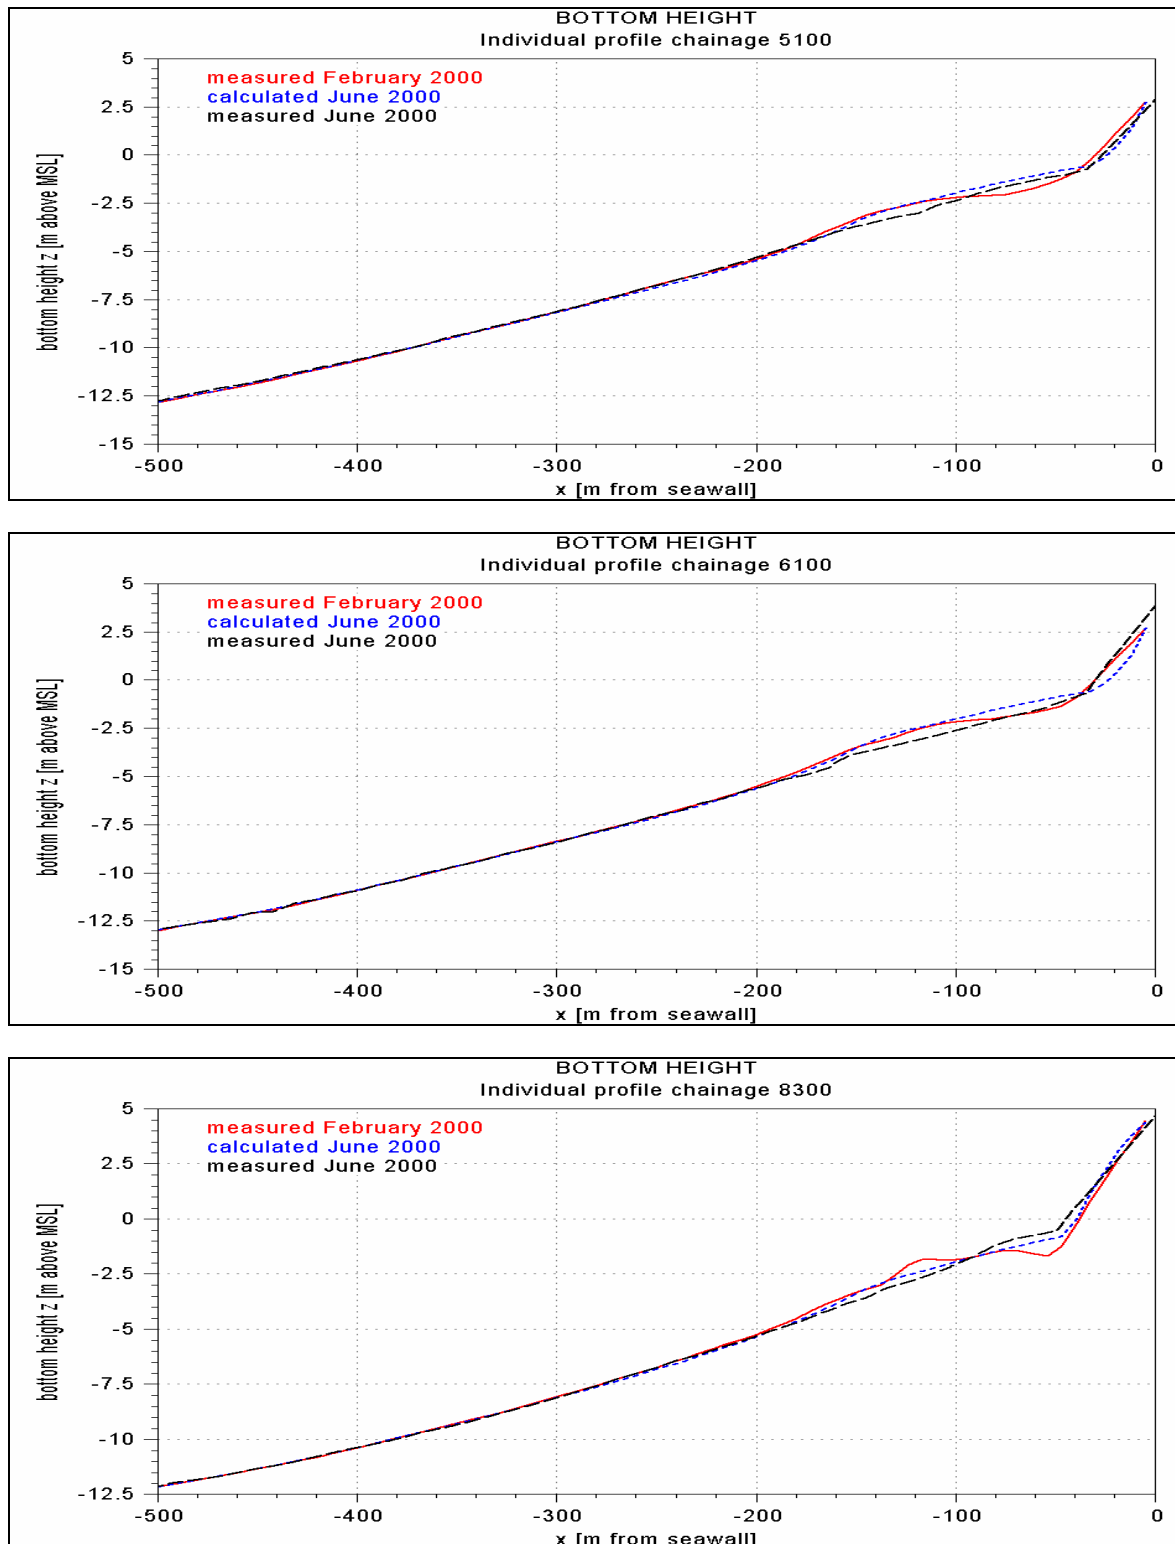 BOTTOM HEIGHT
Individual profile chainage 5100
measured February 2000
calculated June 2000
measured June 2000
bottom height z [m above MSL]
5
2.5
0
-2.5
-5
-7.5
-10
-12.5
-15
-500 -400 -300 -200 -100 0
x [m from seawall]
BOTTOM HEIGHT
Individual profile chainage 6100
measured February 2000
calculated June 2000
measured June 2000
bottom height z [m above MSL]
5
2.5
0
-2.5
-5
-7.5
-10
-12.5
-15
-500 -400 -300 -200 -100 0
x [m from seawall]
BOTTOM HEIGHT
Individual profile chainage 8300
measured February 2000
calculated June 2000
measured June 2000
bottom height z [m above MSL]
5
2.5
0
-2.5
-5
-7.5
-10
-12.5
-500 -400 -300 -200 -100 0
x [m from seawall]